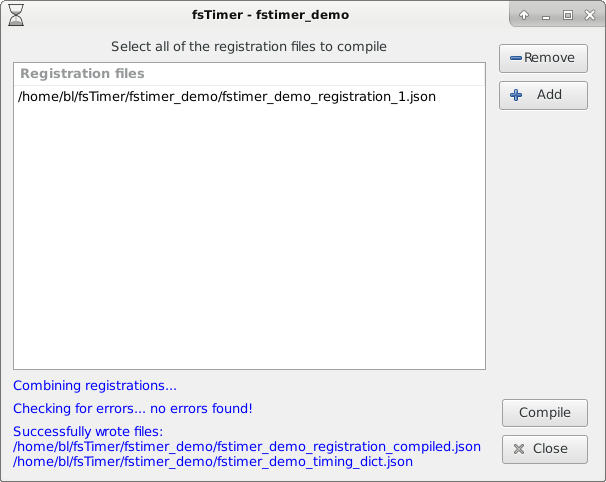 fsTimer - fstimer_demo
Select all of the registration files to compile
Remove
Registration files
Add
/home/bl/fsTimer/fstimer_demo/fstimer_demo_registration_1.json
Combining registrations...
Checking for errors... no errors found!
Compile
Successfully wrote files:
/home/bl/fsTimer/fstimer_demo/fstimer_demo_registration_compiled.json
Close
/home/bl/fsTimer/fstimer_demo/fstimer_demo_timing_dict.json